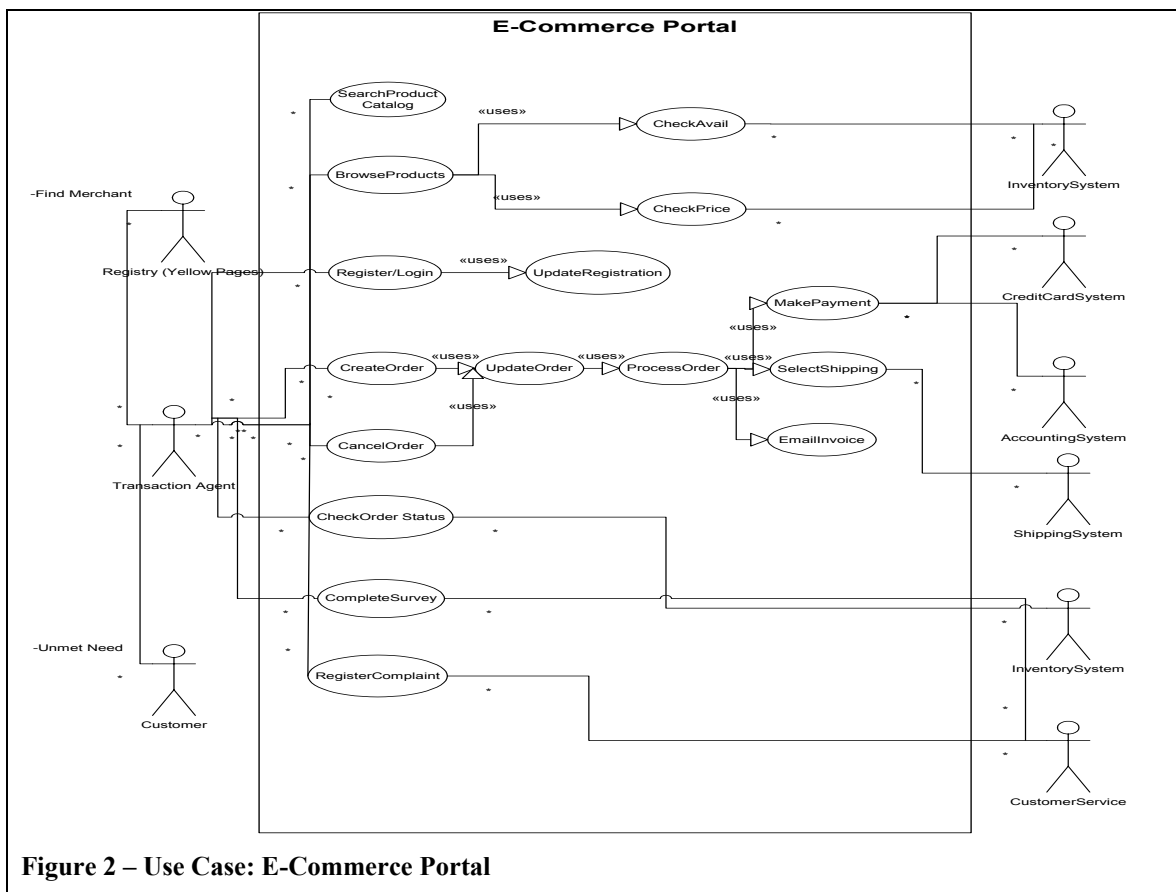 E-Commerce Portal
SearchProduct
Catalog
«uses»
CheckAvail
BrowseProducts
InventorySystem
-Find Merchant
«uses»
CheckPrice
Registry (Yellow Pages)
Register/Login
«uses»
UpdateRegistration
CreditCardSystem
MakePayment
«uses»
CreateOrder
«uses»
UpdateOrder
«uses»
ProcessOrder
«uses»
SelectShipping
«uses»
«uses»
CancelOrder
EmailInvoice
AccountingSystem
Transaction Agent
CheckOrder Status
ShippingSystem
CompleteSurvey
-Unmet Need
RegisterComplaint
InventorySystem
Customer
CustomerService
Figure 2 – Use Case: E-Commerce Portal